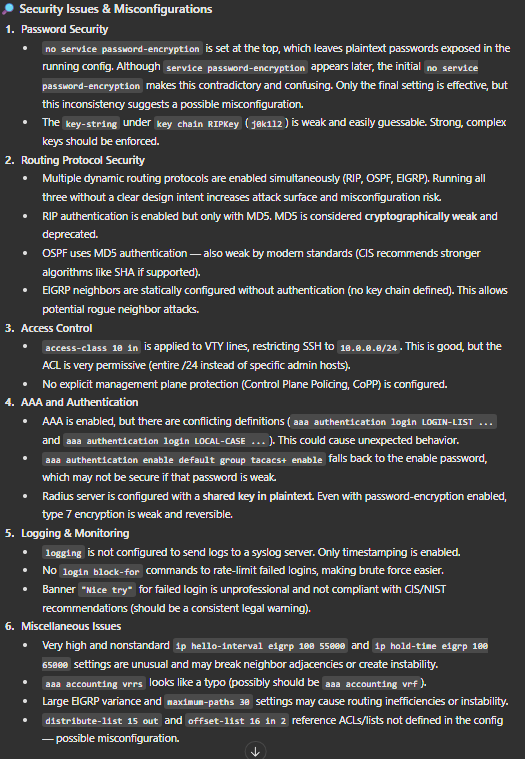 Security Issues & Misconfigurations
1. Password Security
• no service password-encryption is set at the top, which leaves plaintext passwords exposed in the
running config. Although service password-encryption appears later, the initial no service
password-encryption makes this contradictory and confusing. Only the final setting is effective, but
this inconsistency suggests a possible misconfiguration.
• The key-string under key chain RIPKey (j0k1l2) is weak and easily guessable. Strong, complex
keys should be enforced.
2. Routing Protocol Security
• Multiple dynamic routing protocols are enabled simultaneously (RIP, OSPF, EIGRP). Running all
three without a clear design intent increases attack surface and misconfiguration risk.
• RIP authentication is enabled but only with MD5. MD5 is considered cryptographically weak and
deprecated.
• OSPF uses MD5 authentication — also weak by modern standards (CIS recommends stronger
algorithms like SHA if supported).
• EIGRP neighbors are statically configured without authentication (no key chain defined). This allows
potential rogue neighbor attacks.
3. Access Control
• access-class 10 in is applied to VTY lines, restricting SSH to 10.0.0.0/24. This is good, but the
ACL is very permissive (entire /24 instead of specific admin hosts).
• No explicit management plane protection (Control Plane Policing, CoPP) is configured.
4. AAA and Authentication
• AAA is enabled, but there are conflicting definitions (aaa authentication login LOGIN-LIST ...
and aaa authentication login LOCAL-CASE ...). This could cause unexpected behavior.
• aaa authentication enable default group tacacs+ enable falls back to the enable password,
which may not be secure if that password is weak.
• Radius server is configured with a shared key in plaintext. Even with password-encryption enabled,
type 7 encryption is weak and reversible.
5. Logging & Monitoring
• logging is not configured to send logs to a syslog server. Only timestamping is enabled.
• No login block-for commands to rate-limit failed logins, making brute force easier.
• Banner "Nice try" for failed login is unprofessional and not compliant with CIS/NIST
recommendations (should be a consistent legal warning).
6. Miscellaneous Issues
• Very high and nonstandard ip hello-interval eigrp 100 55000 and ip hold-time eigrp 100
65000 settings are unusual and may break neighbor adjacencies or create instability.
• aaa accounting vrrs looks like a typo (possibly should be aaa accounting vrf).
• Large EIGRP variance and maximum-paths 30 settings may cause routing inefficiencies or instability.
• distribute-list 15 out and offset-list 16 in 2 reference ACLs/lists not defined in the config
— possible misconfiguration.